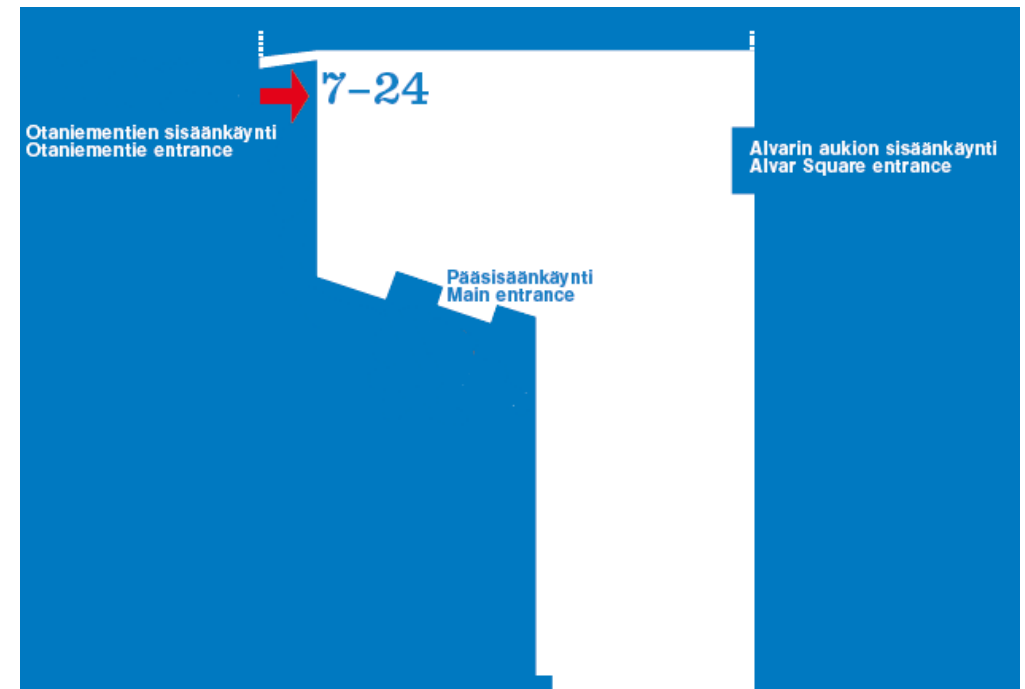 7–24
Otaniementien sisäänkäynti
Otaniementie entrance
Alvarin aukion sisäänkäynti
Alvar Square entrance
Pääsisäänkäynti
Main entrance